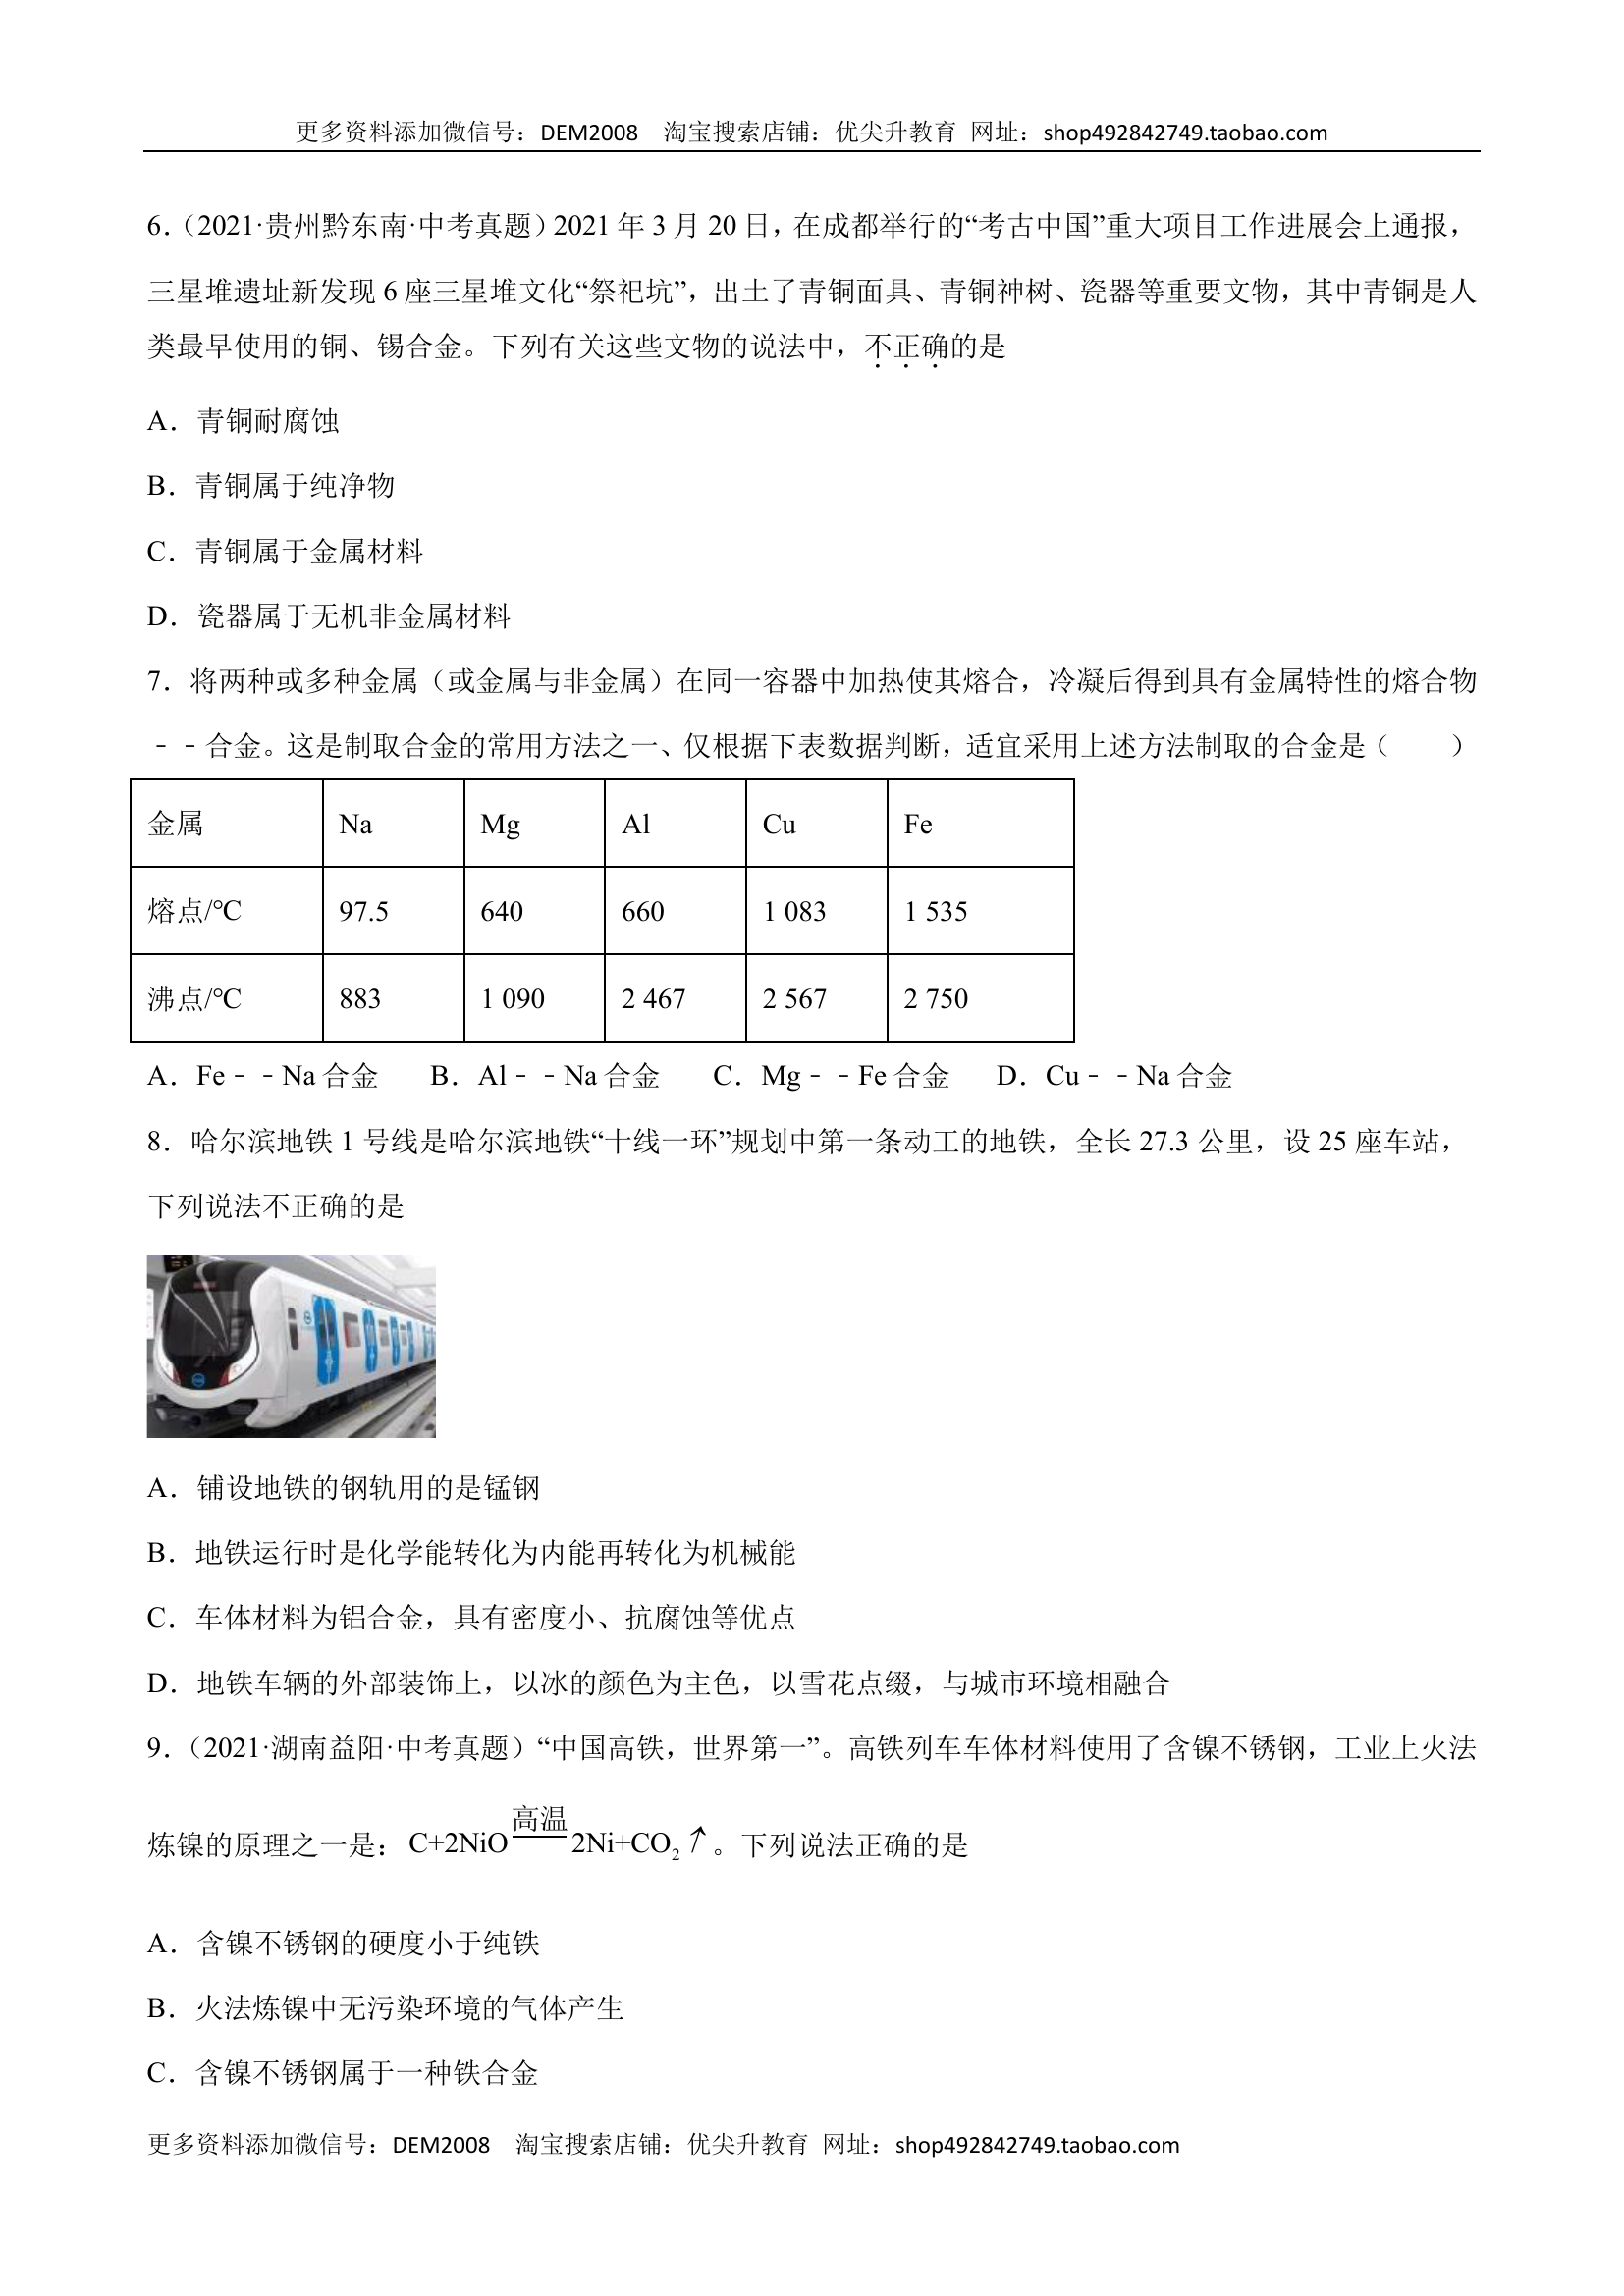 更多资料添加微信号：DEM2008 淘宝搜索店铺：优尖升教育 网址：shop492842749.taobao.com
6．（2021·贵州黔东南·中考真题）2021 年 3 月 20 日，在成都举行的“考古中国”重大项目工作进展会上通报，
三星堆遗址新发现 6 座三星堆文化“祭祀坑”，出土了青铜面具、青铜神树、瓷器等重要文物，其中青铜是人
类最早使用的铜、锡合金。下列有关这些文物的说法中，不正确的是
A．青铜耐腐蚀
B．青铜属于纯净物
C．青铜属于金属材料
D．瓷器属于无机非金属材料
7．将两种或多种金属（或金属与非金属）在同一容器中加热使其熔合，冷凝后得到具有金属特性的熔合物
﹣﹣合金。这是制取合金的常用方法之一、仅根据下表数据判断，适宜采用上述方法制取的合金是（　　）
金属 Na Mg Al Cu Fe
熔点/℃ 97.5 640 660 1 083 1 535
沸点/℃ 883 1 090 2 467 2 567 2 750
A．Fe﹣﹣Na 合金 B．Al﹣﹣Na 合金 C．Mg﹣﹣Fe 合金 D．Cu﹣﹣Na 合金
8．哈尔滨地铁 1 号线是哈尔滨地铁“十线一环”规划中第一条动工的地铁，全长 27.3 公里，设 25 座车站，
下列说法不正确的是
A．铺设地铁的钢轨用的是锰钢
B．地铁运行时是化学能转化为内能再转化为机械能
C．车体材料为铝合金，具有密度小、抗腐蚀等优点
D．地铁车辆的外部装饰上，以冰的颜色为主色，以雪花点缀，与城市环境相融合
9．（2021·湖南益阳·中考真题）“中国高铁，世界第一”。高铁列车车体材料使用了含镍不锈钢，工业上火法
炼镍的原理之一是：C+2NiO 高温══ 2Ni+CO₂↑。下列说法正确的是
A．含镍不锈钢的硬度小于纯铁
B．火法炼镍中无污染环境的气体产生
C．含镍不锈钢属于一种铁合金
更多资料添加微信号：DEM2008 淘宝搜索店铺：优尖升教育 网址：shop492842749.taobao.com